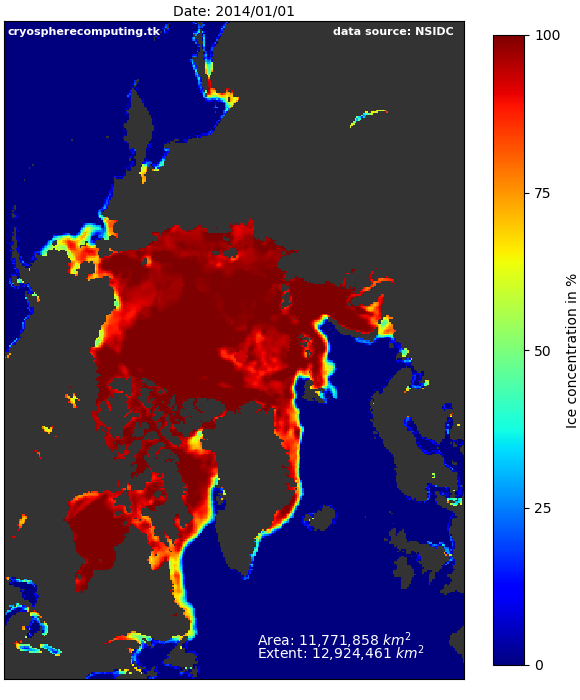 Date: 2014/01/01
cryospherecomputing.tk
data source: NSIDC
100
75
50
25
0
Ice concentration in %
Area: 11,771,858 km²
Extent: 12,924,461 km²